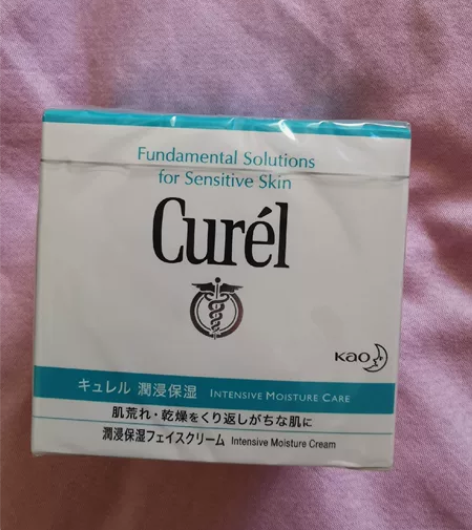 Fundamental Solutions
for Sensitive Skin
Curél
Kao
キュレル 潤浸保湿 INTENSIVE MOISTURE CARE
肌荒れ・乾燥をくり返しがちな肌に
潤浸保湿フェイスクリーム Intensive Moisture Cream